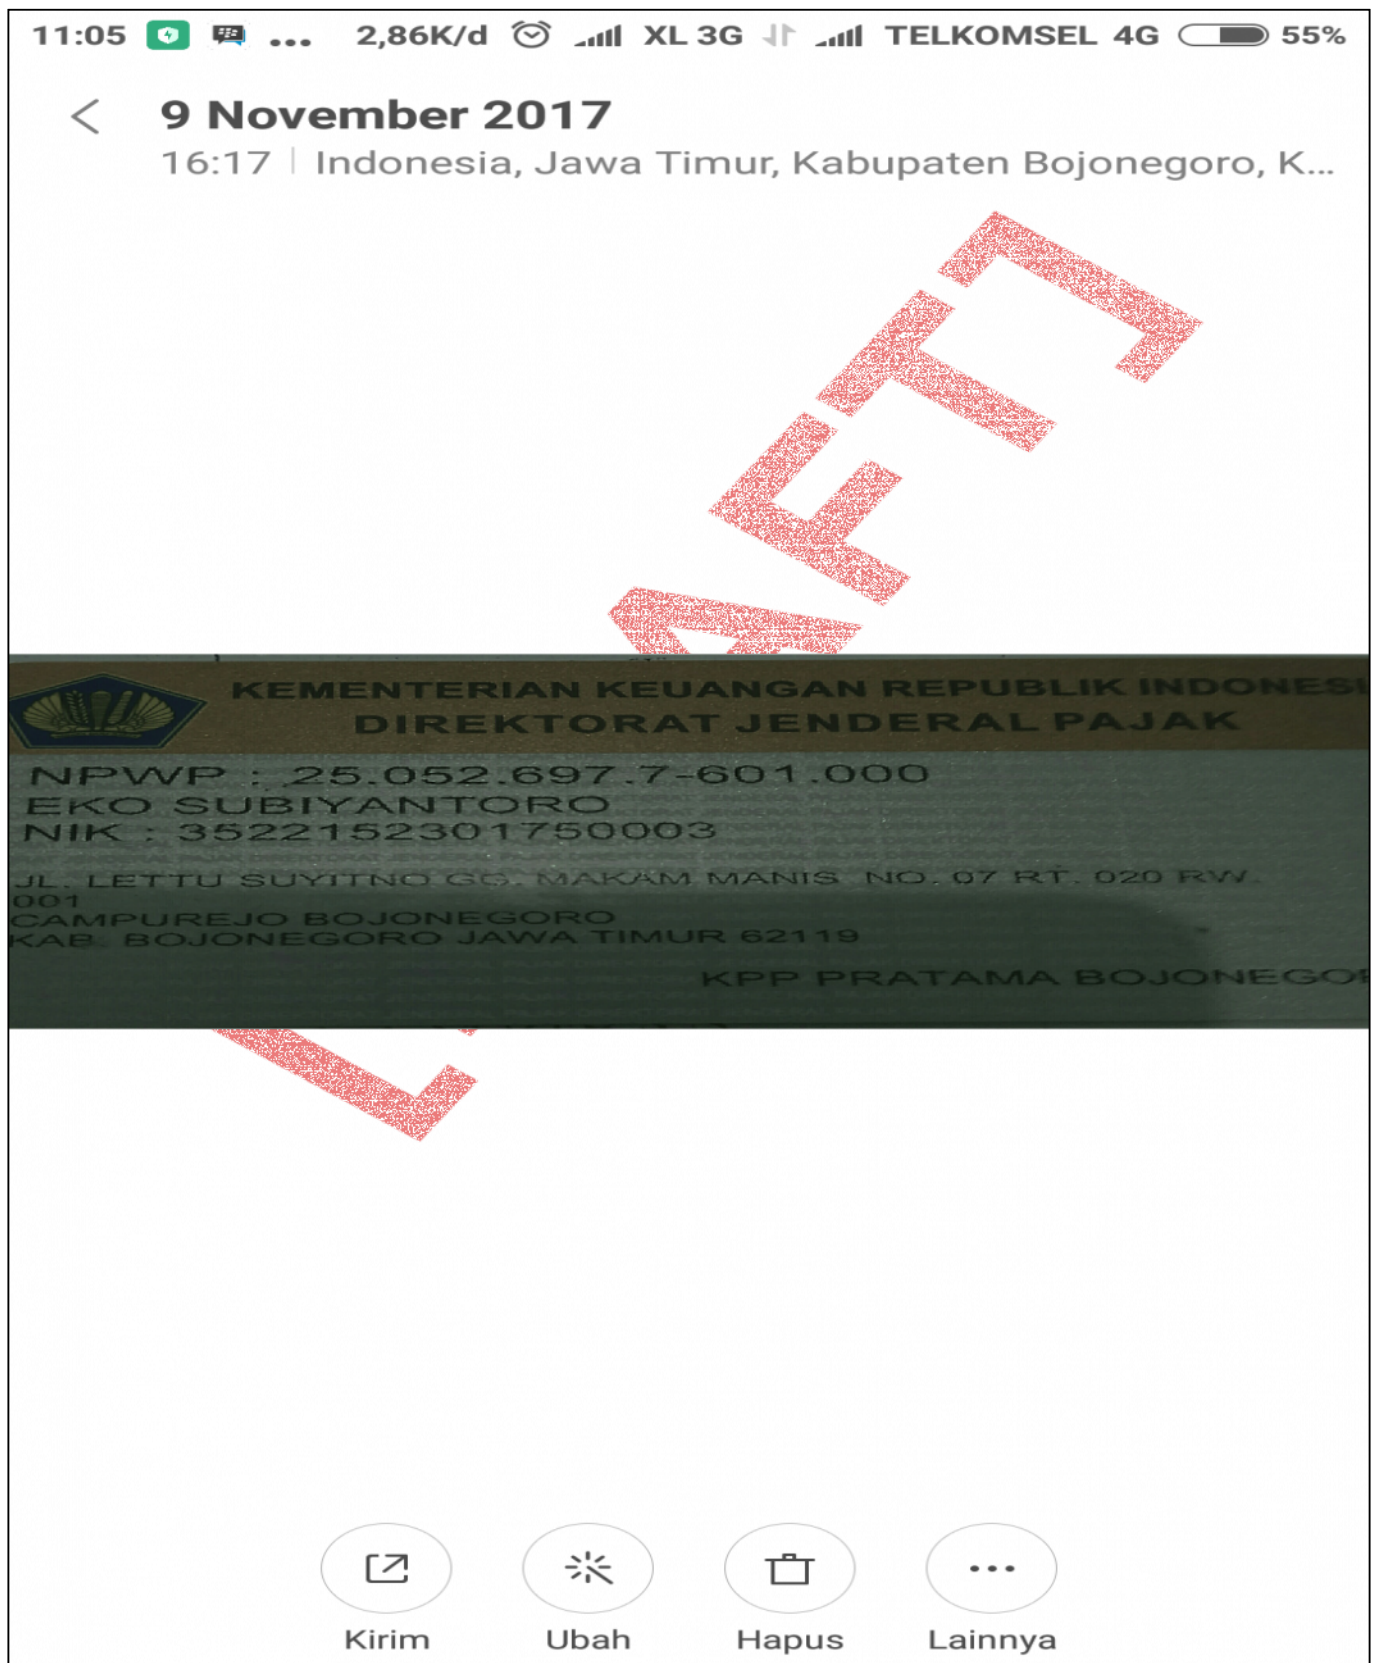 11:05 ... 2,86K/d XL 3G TELKOMSEL 4G 55%
9 November 2017
16:17 | Indonesia, Jawa Timur, Kabupaten Bojonegoro, K...
AFT]
KEMENTERIAN KEUANGAN REPUBLIK INDONESI
DIREKTORAT JENDERAL PAJAK
NPWP : 25.052.697.7-601.000
EKO SUBIYANTORO
NIK : 3522152301750003
JL. LETTU SUYITNO GG. MAKAM MANIS NO. 07 RT. 020 RW.
001
CAMPUREJO BOJONEGORO
KAB. BOJONEGORO JAWA TIMUR 62119
KPP PRATAMA BOJONEGOR
Kirim Ubah Hapus Lainnya